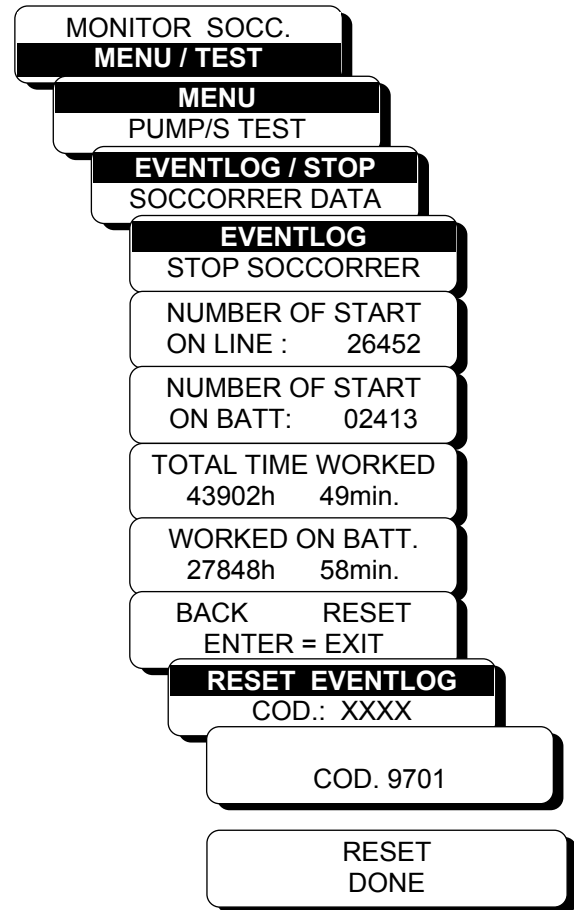 MONITOR SOCC.
MENU / TEST
MENU
PUMP/S TEST
EVENTLOG / STOP
SOCCORRER DATA
EVENTLOG
STOP SOCCORRER
NUMBER OF START
ON LINE : 26452
NUMBER OF START
ON BATT: 02413
TOTAL TIME WORKED
43902h 49min.
WORKED ON BATT.
27848h 58min.
BACK RESET
ENTER = EXIT
RESET EVENTLOG
COD.: XXXX
COD. 9701
RESET
DONE